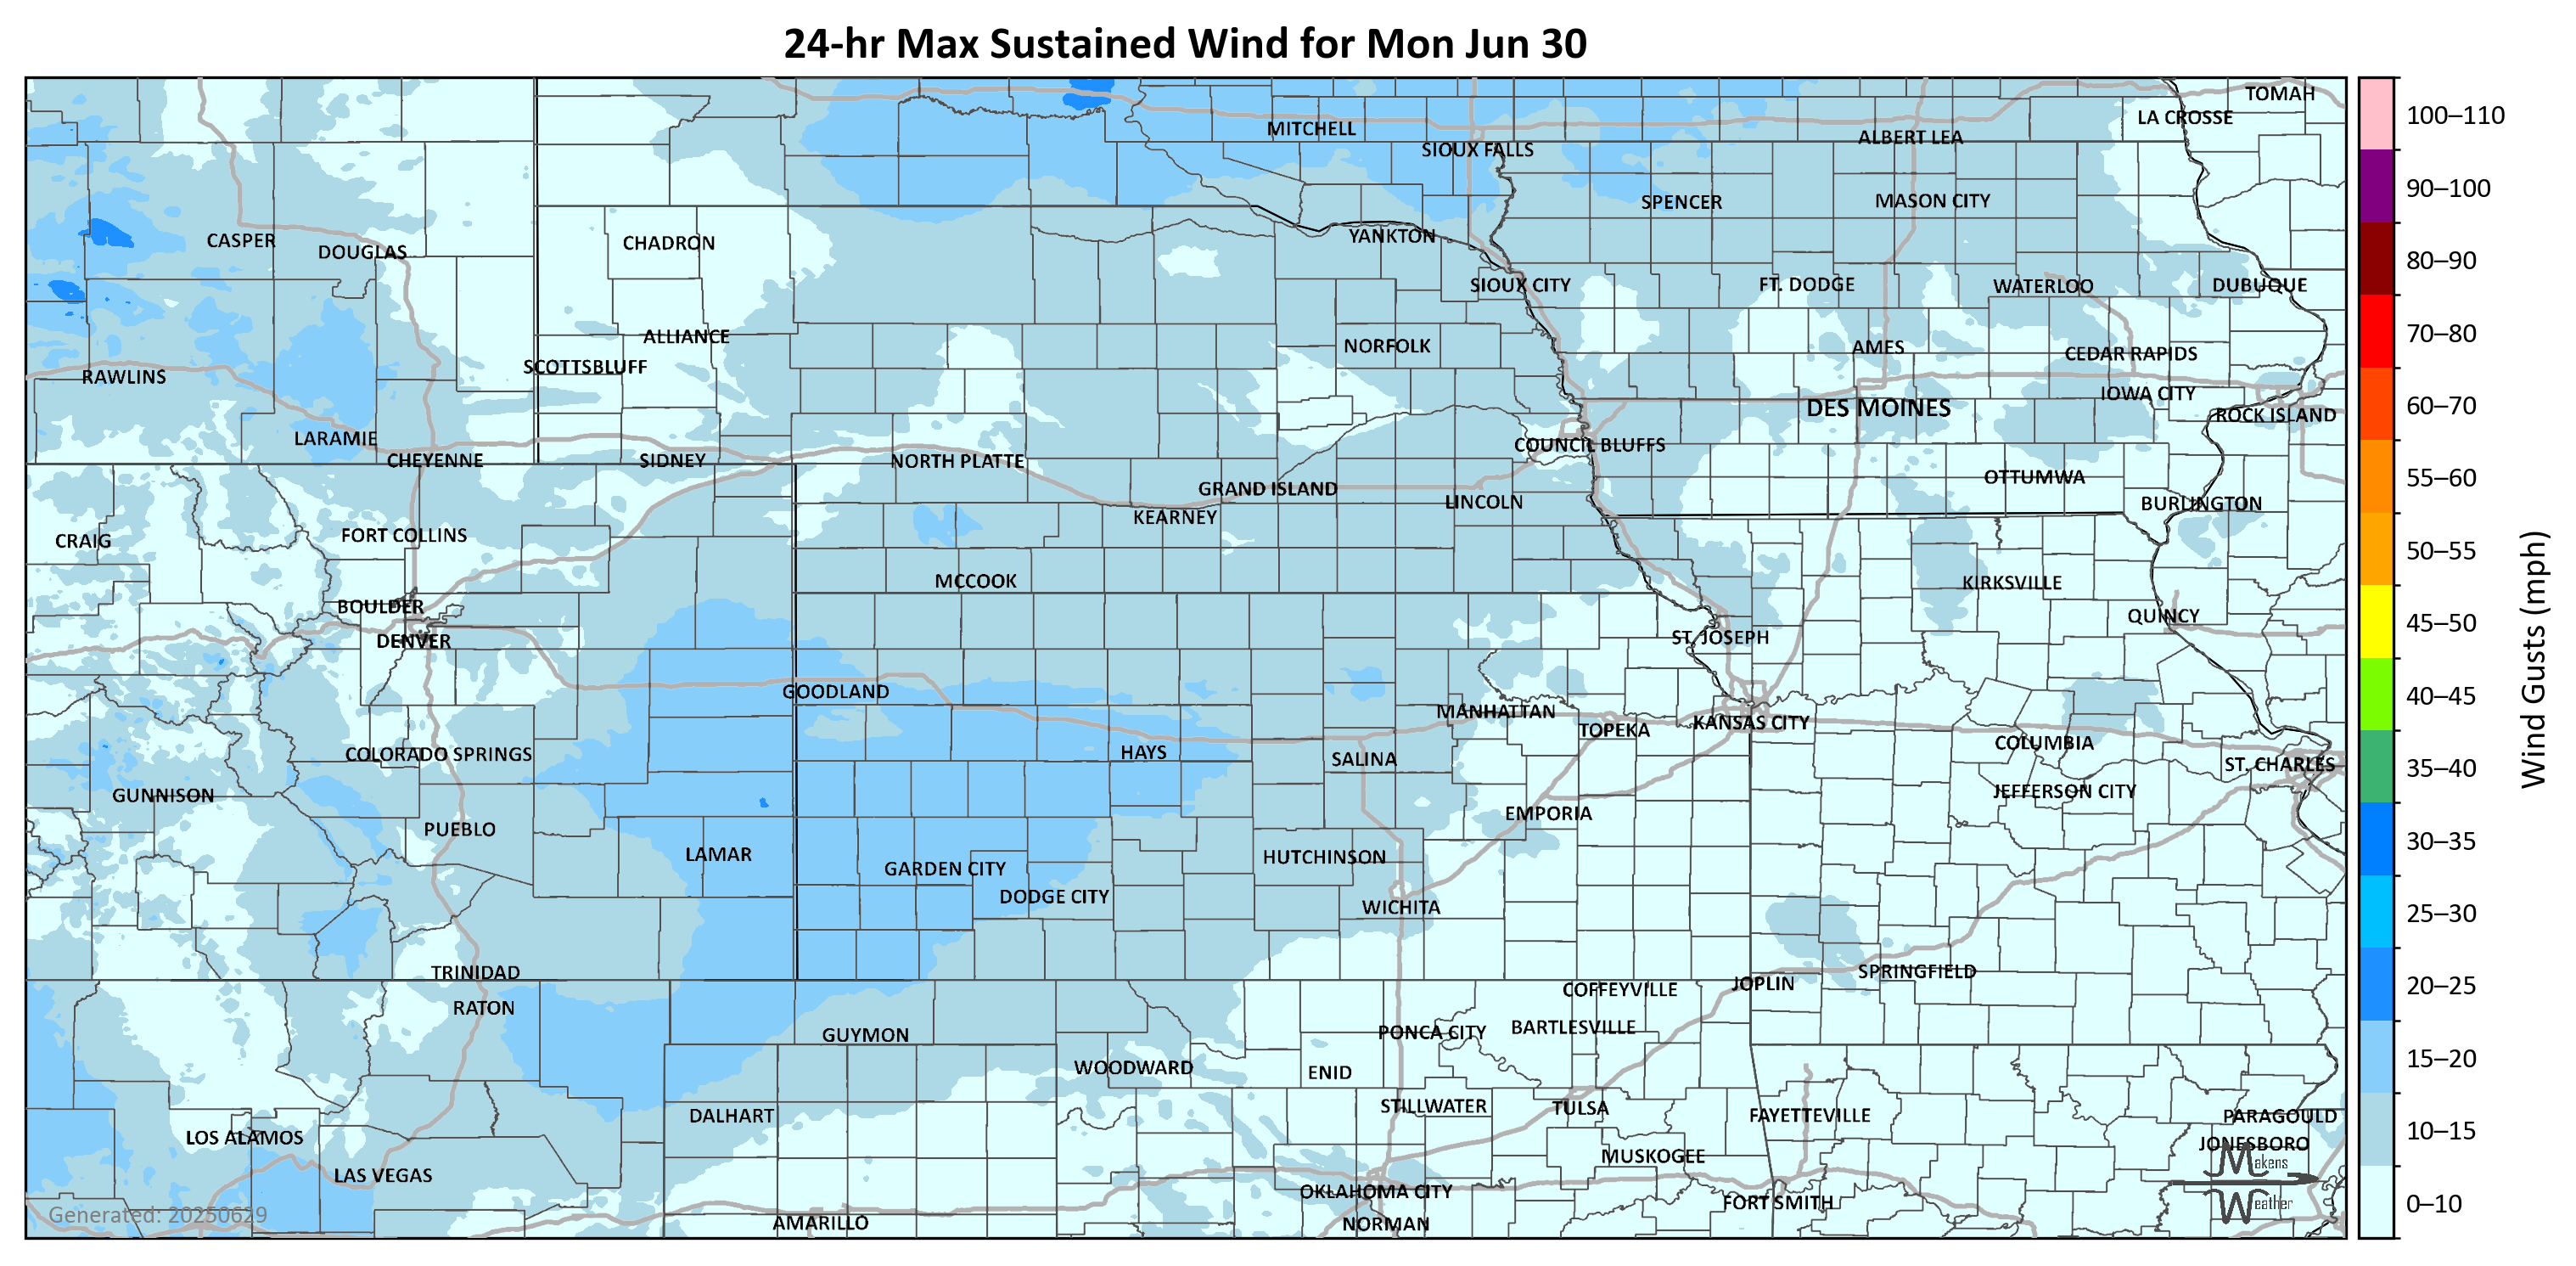 24-hr Max Sustained Wind for Mon Jun 30
TOMAH
LA CROSSE
MITCHELL
ALBERT LEA
SIOUX FALLS
SPENCER
MASON CITY
CASPER
DOUGLAS
CHADRON
YANKTON
SIOUX CITY
FT. DODGE
WATERLOO
DUBUQUE
ALLIANCE
NORFOLK
AMES
CEDAR RAPIDS
SCOTTSBLUFF
RAWLINS
IOWA CITY
DES MOINES
ROCK ISLAND
LARAMIE
COUNCIL BLUFFS
CHEYENNE
SIDNEY
NORTH PLATTE
OTTUMWA
GRAND ISLAND
LINCOLN
BURLINGTON
KEARNEY
FORT COLLINS
CRAIG
MCCOOK
KIRKSVILLE
BOULDER
QUINCY
DENVER
ST. JOSEPH
GOODLAND
MANHATTAN
TOPEKA
KANSAS CITY
COLUMBIA
COLORADO SPRINGS
HAYS
SALINA
ST. CHARLES
GUNNISON
JEFFERSON CITY
EMPORIA
PUEBLO
LAMAR
HUTCHINSON
GARDEN CITY
DODGE CITY
WICHITA
TRINIDAD
SPRINGFIELD
JOPLIN
COFFEYVILLE
RATON
GUYMON
PONCA CITY
BARTLESVILLE
WOODWARD
ENID
DALHART
STILLWATER
TULSA
FAYETTEVILLE
PARAGOULD
LOS ALAMOS
JONESBORO
MUSKOGEE
LAS VEGAS
OKLAHOMA CITY
FORT SMITH
AMARILLO
NORMAN
Generated: 20250629
Makens
Weather
100–110
90–100
80–90
70–80
60–70
55–60
50–55
45–50
40–45
35–40
30–35
25–30
20–25
15–20
10–15
0–10
Wind Gusts (mph)